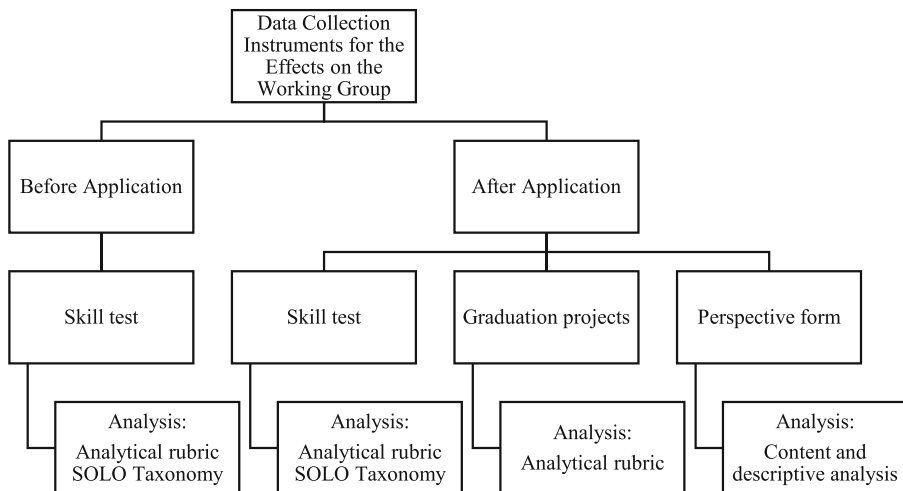 Data Collection
Instruments for the
Effects on the
Working Group
Before Application
After Application
Skill test
Skill test
Graduation projects
Perspective form
Analysis:
Analytical rubric
SOLO Taxonomy
Analysis:
Analytical rubric
SOLO Taxonomy
Analysis:
Analytical rubric
Analysis:
Content and
descriptive analysis